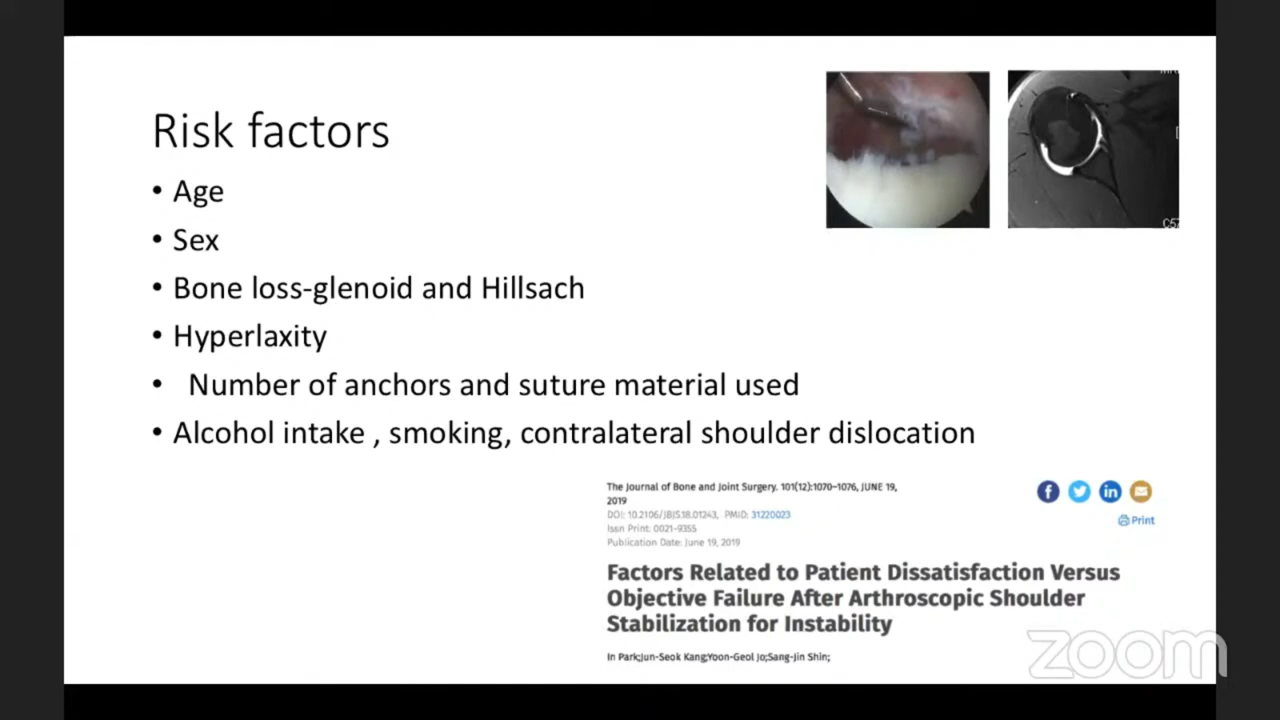 Risk factors
• Age
• Sex
• Bone loss-glenoid and Hillsach
• Hyperlaxity
• Number of anchors and suture material used
• Alcohol intake , smoking, contralateral shoulder dislocation
The Journal of Bone and Joint Surgery. 101(12):1070–1076, JUNE 19,
2019
DOI: 10.2106/JBJS.18.01243, PMID: 31220023
Issn Print: 0021-9355
Publication Date: June 19, 2019
Print
Factors Related to Patient Dissatisfaction Versus
Objective Failure After Arthroscopic Shoulder
Stabilization for Instability
In Park;Jun-Seok Kang;Yoon-Geol Jo;Sang-Jin Shin;
zoom